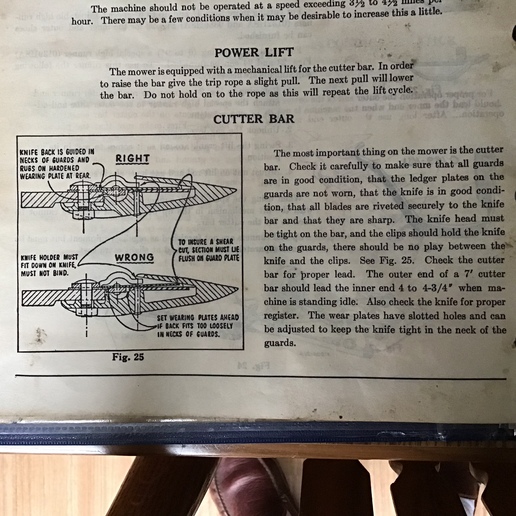 The machine should not be operated at a speed exceeding 3½ to 4½ miles per
hour. There may be a few conditions when it may be desirable to increase this a little.
POWER LIFT
The mower is equipped with a mechanical lift for the cutter bar. In order
to raise the bar give the trip rope a slight pull. The next pull will lower
the bar. Do not hold on to the rope as this will repeat the lift cycle.
CUTTER BAR
KNIFE BACK IS GUIDED IN
NECKS OF GUARDS AND
RUBS ON HARDENED
WEARING PLATE AT REAR.
RIGHT
KNIFE HOLDER MUST
FIT DOWN ON KNIFE,
MUST NOT BIND.
WRONG
TO INSURE A SHEAR
CUT, SECTION MUST LIE
FLUSH ON GUARD PLATE
SET WEARING PLATES AHEAD
IF BACK FITS TOO LOOSELY
IN NECKS OF GUARDS.
Fig. 25
The most important thing on the mower is the cutter
bar. Check it carefully to make sure that all guards
are in good condition, that the ledger plates on the
guards are not worn, that the knife is in good condi-
tion, that all blades are riveted securely to the knife
bar and that they are sharp. The knife head must
be tight on the bar, and the clips should hold the knife
on the guards, there should be no play between the
knife and the clips. See Fig. 25. Check the cutter
bar for proper lead. The outer end of a 7' cutter
bar should lead the inner end 4 to 4-3/4" when ma-
chine is standing idle. Also check the knife for proper
register. The wear plates have slotted holes and can
be adjusted to keep the knife tight in the neck of the
guards.